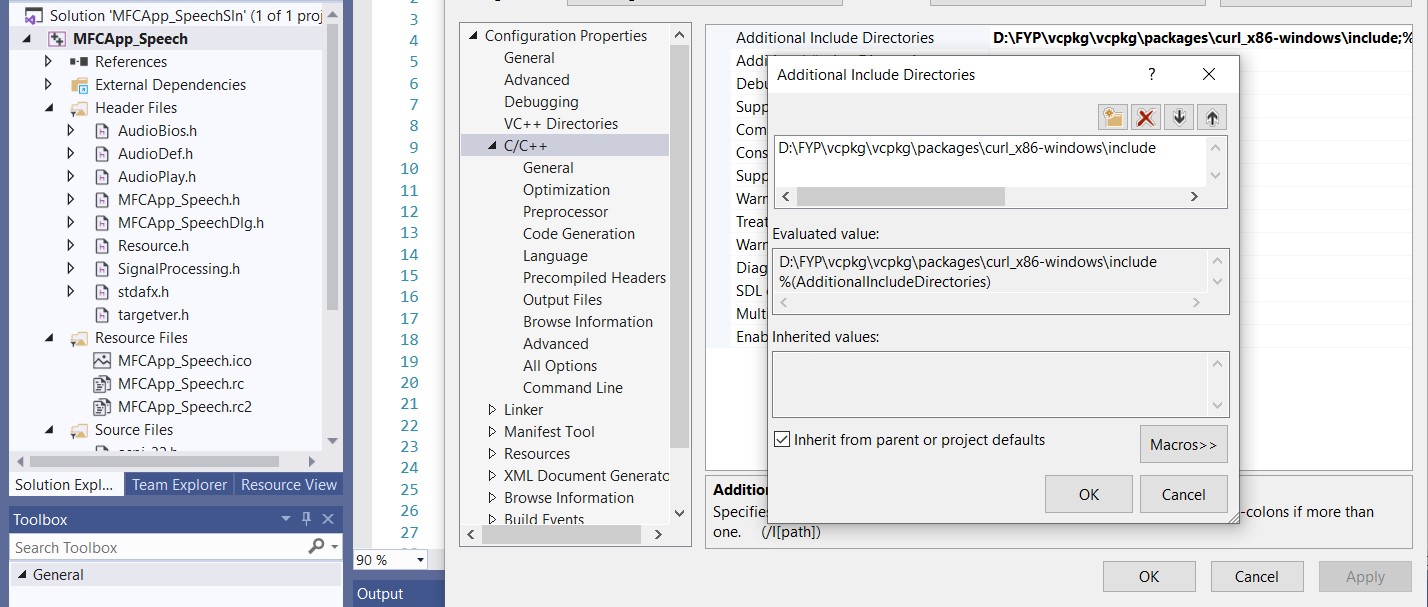 Solution 'MFCApp_SpeechSln' (1 of 1 proj
MFCApp_Speech
References
External Dependencies
Header Files
AudioBios.h
AudioDef.h
AudioPlay.h
MFCApp_Speech.h
MFCApp_SpeechDlg.h
Resource.h
SignalProcessing.h
stdafx.h
targetver.h
Resource Files
MFCApp_Speech.ico
MFCApp_Speech.rc
MFCApp_Speech.rc2
Source Files
Solution Expl...
Team Explorer
Resource View
Toolbox
Search Toolbox
General
3
4
5
6
7
8
9
10
11
12
13
14
15
16
17
18
19
20
21
22
23
24
25
26
27
90 %
Output
Configuration Properties
General
Advanced
Debugging
VC++ Directories
C/C++
General
Optimization
Preprocessor
Code Generation
Language
Precompiled Headers
Output Files
Browse Information
Advanced
All Options
Command Line
Linker
Manifest Tool
Resources
XML Document Generato
Browse Information
Build Events
Additional Include Directories
D:\FYP\vcpkg\vcpkg\packages\curl_x86-windows\include;%
Addi
Debu
Supp
Com
Cons
Supp
Warn
Treat
Warn
Diag
SDL
Multi
Enab
Additional Include Directories
?
D:\FYP\vcpkg\vcpkg\packages\curl_x86-windows\include
Evaluated value:
D:\FYP\vcpkg\vcpkg\packages\curl_x86-windows\include
%(AdditionalIncludeDirectories)
Inherited values:
Inherit from parent or project defaults
Macros>>
OK
Cancel
Additio
Specifies
-colons if more than
one. (/I[path])
OK
Cancel
Apply